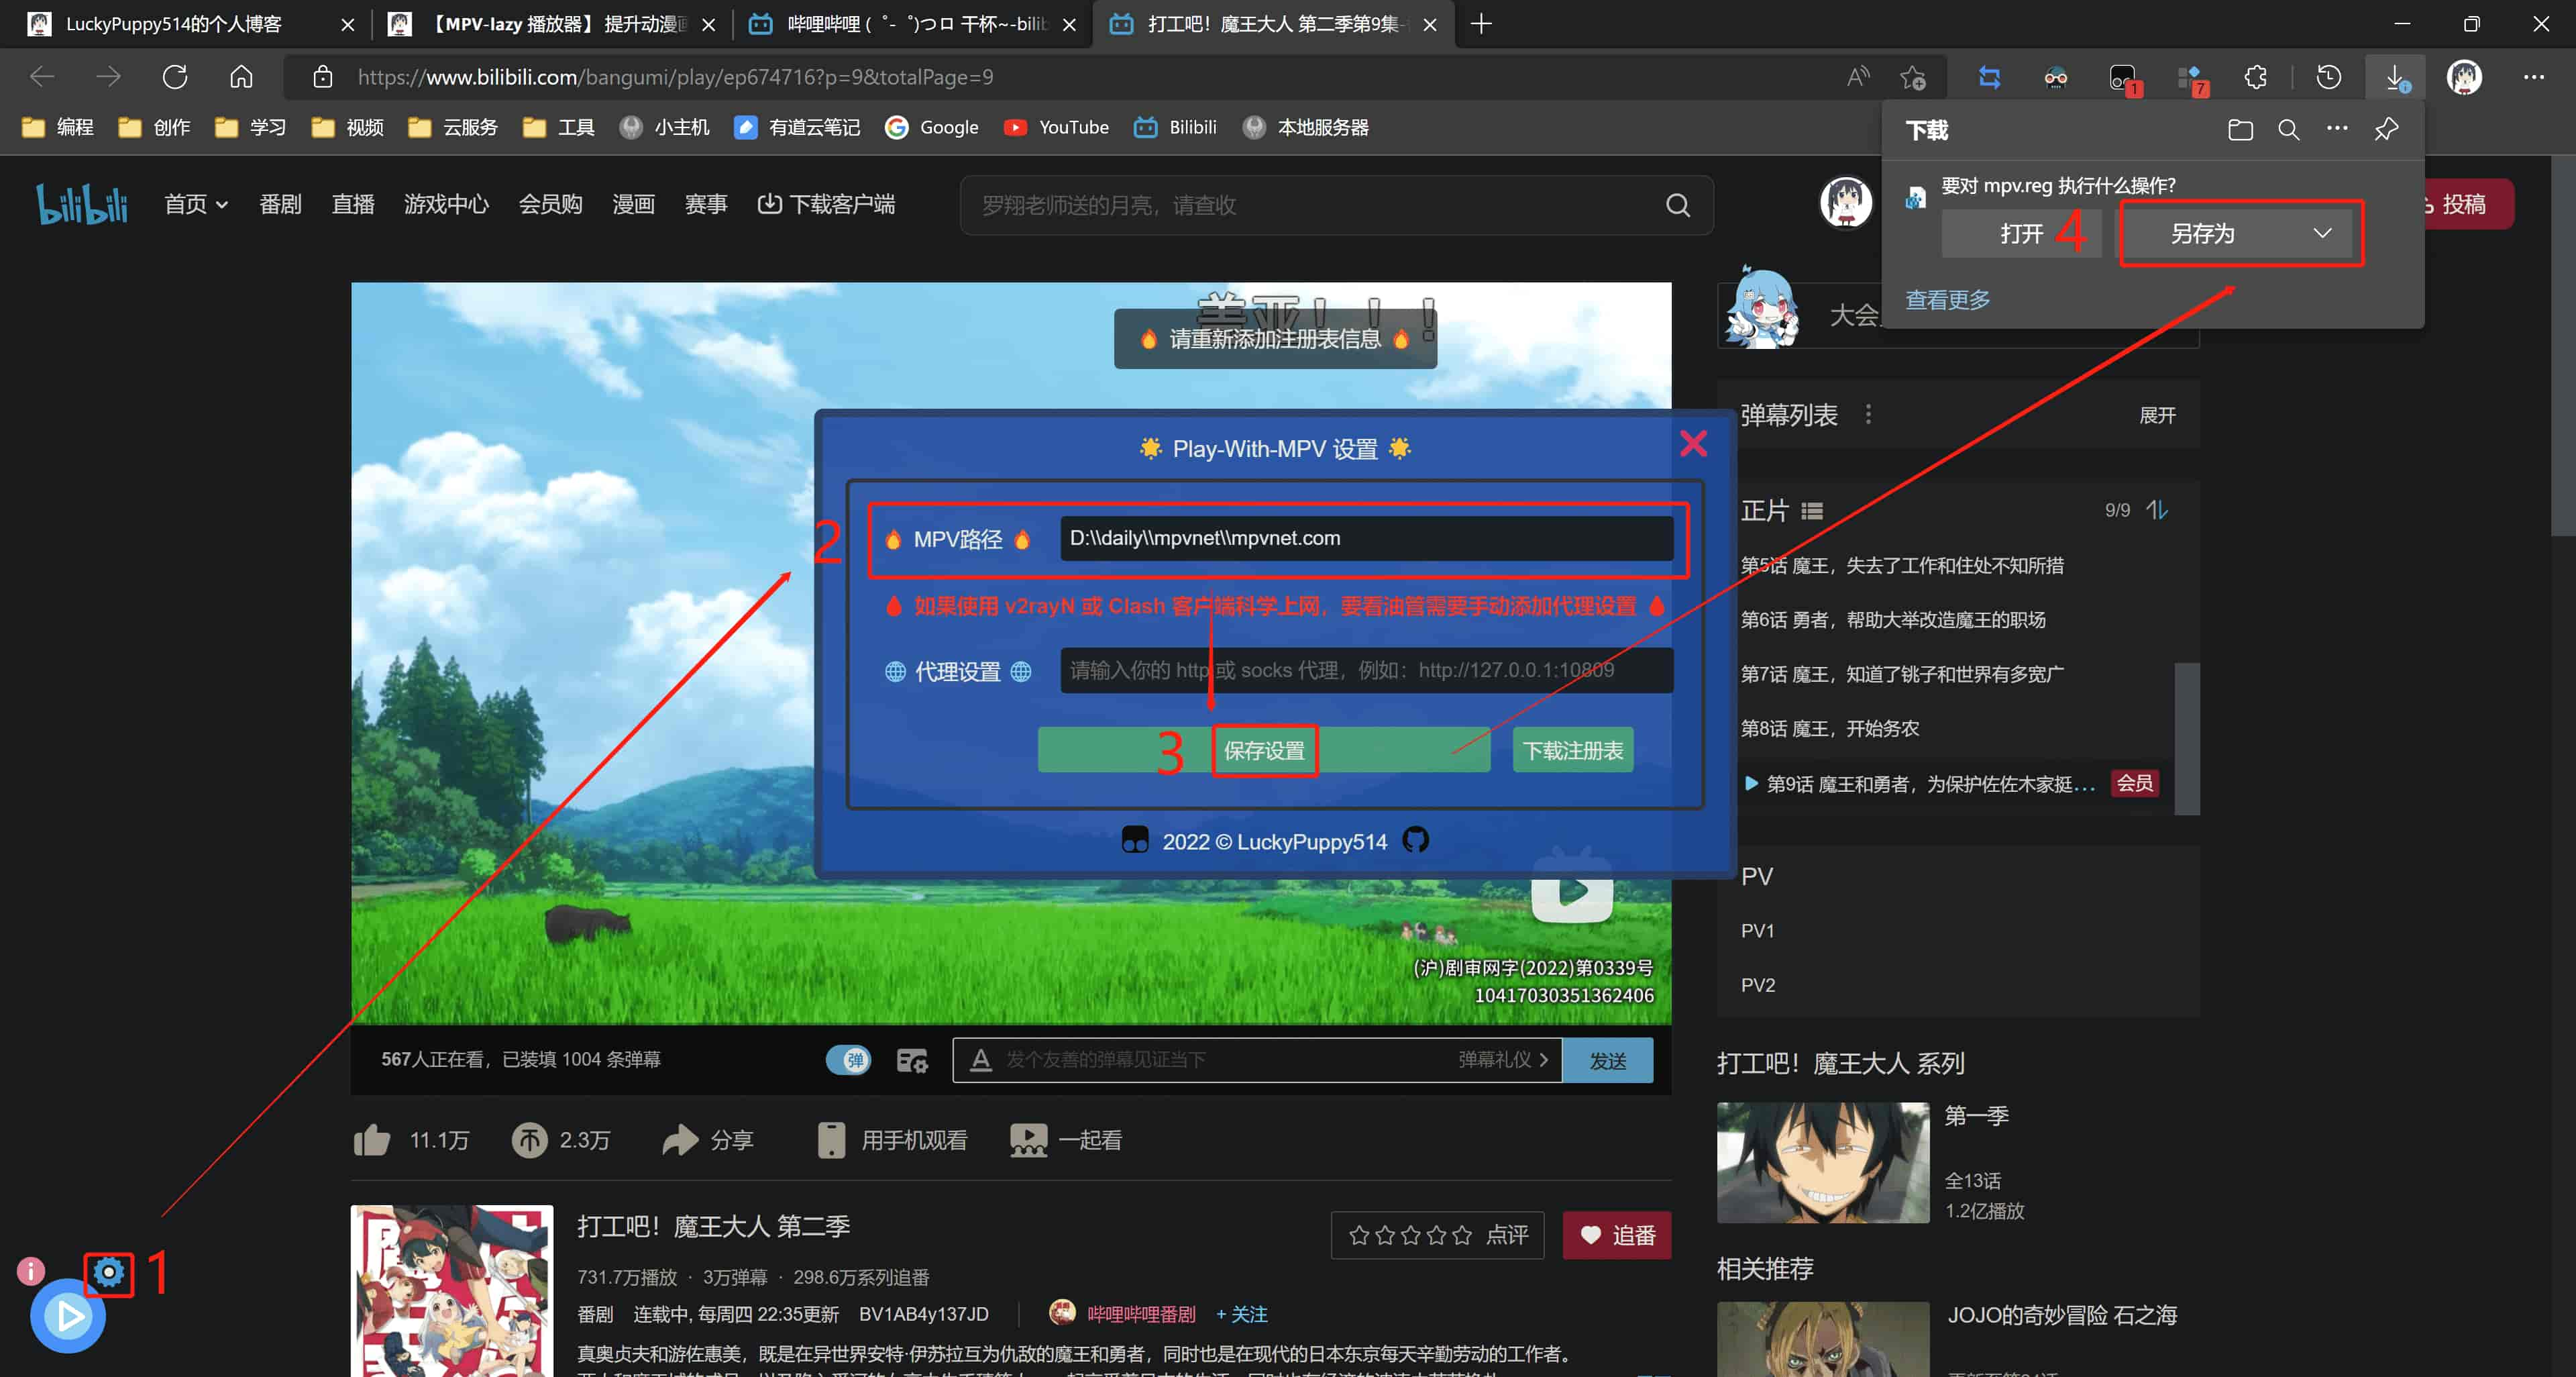 LuckyPuppy514的个人博客
【MPV-lazy 播放器】提升动漫画
哔哩哔哩 (゜-゜)つロ 干杯~-bilib
打工吧！魔王大人 第二季第9集-
https://www.bilibili.com/bangumi/play/ep674716?p=9&totalPage=9
1
7
编程
创作
学习
视频
云服务
工具
小主机
有道云笔记
Google
YouTube
Bilibili
本地服务器
下载
要对 mpv.reg 执行什么操作?
打开
4
另存为
查看更多
bilibili
首页
番剧
直播
游戏中心
会员购
漫画
赛事
下载客户端
罗翔老师送的月亮，请查收
投稿
请重新添加注册表信息
大会
Play-With-MPV 设置
2
MPV路径
D:\\daily\\mpvnet\\mpvnet.com
如果使用 v2rayN 或 Clash 客户端科学上网，要看油管需要手动添加代理设置
代理设置
请输入你的 http 或 socks 代理，例如：http://127.0.0.1:10809
3
保存设置
下载注册表
2022 © LuckyPuppy514
(沪)剧审网字(2022)第0339号
10417030351362406
弹幕列表
展开
正片
9/9
第5话 魔王，失去了工作和住处不知所措
第6话 勇者，帮助大举改造魔王的职场
第7话 魔王，知道了铫子和世界有多宽广
第8话 魔王，开始务农
第9话 魔王和勇者，为保护佐佐木家挺...
会员
PV
PV1
PV2
567人正在看，已装填 1004 条弹幕
弹
发个友善的弹幕见证当下
弹幕礼仪
发送
11.1万
2.3万
分享
用手机观看
一起看
打工吧！魔王大人 系列
第一季
全13话
1.2亿播放
打工吧！魔王大人 第二季
点评
追番
731.7万播放 · 3万弹幕 · 298.6万系列追番
番剧 连载中, 每周四 22:35更新 BV1AB4y137JD
哔哩哔哩番剧
+ 关注
真奥贞夫和游佐惠美，既是在异世界安特·伊苏拉互为仇敌的魔王和勇者，同时也是在现代的日本东京每天辛勤劳动的工作者。
1
相关推荐
JOJO的奇妙冒险 石之海